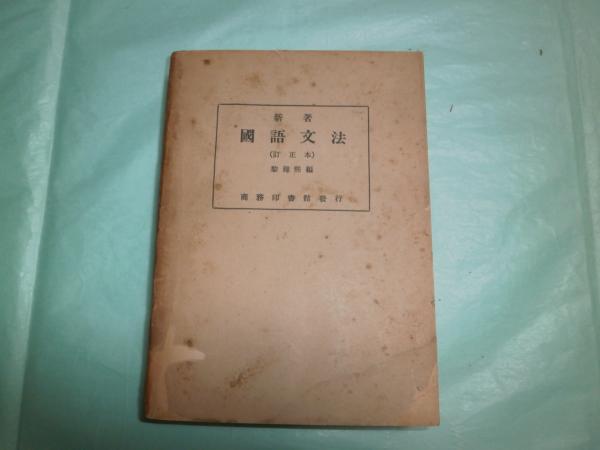 新著
國語文法
(訂正本)
黎錦熙編
商務印書館發行